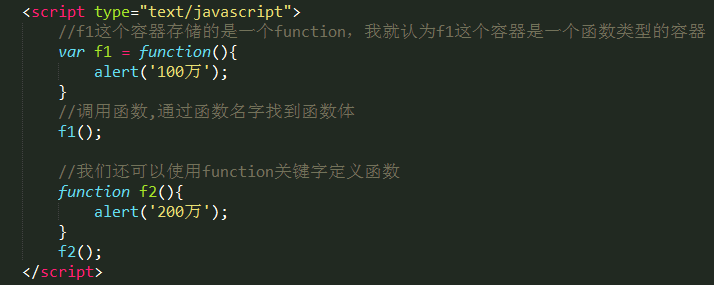 <script type="text/javascript">
//f1这个容器存储的是一个function，我就认为f1这个容器是一个函数类型的容器
var f1 = function(){
alert('100万');
}
//调用函数,通过函数名字找到函数体
f1();
//我们还可以使用function关键字定义函数
function f2(){
alert('200万');
}
f2();
</script>